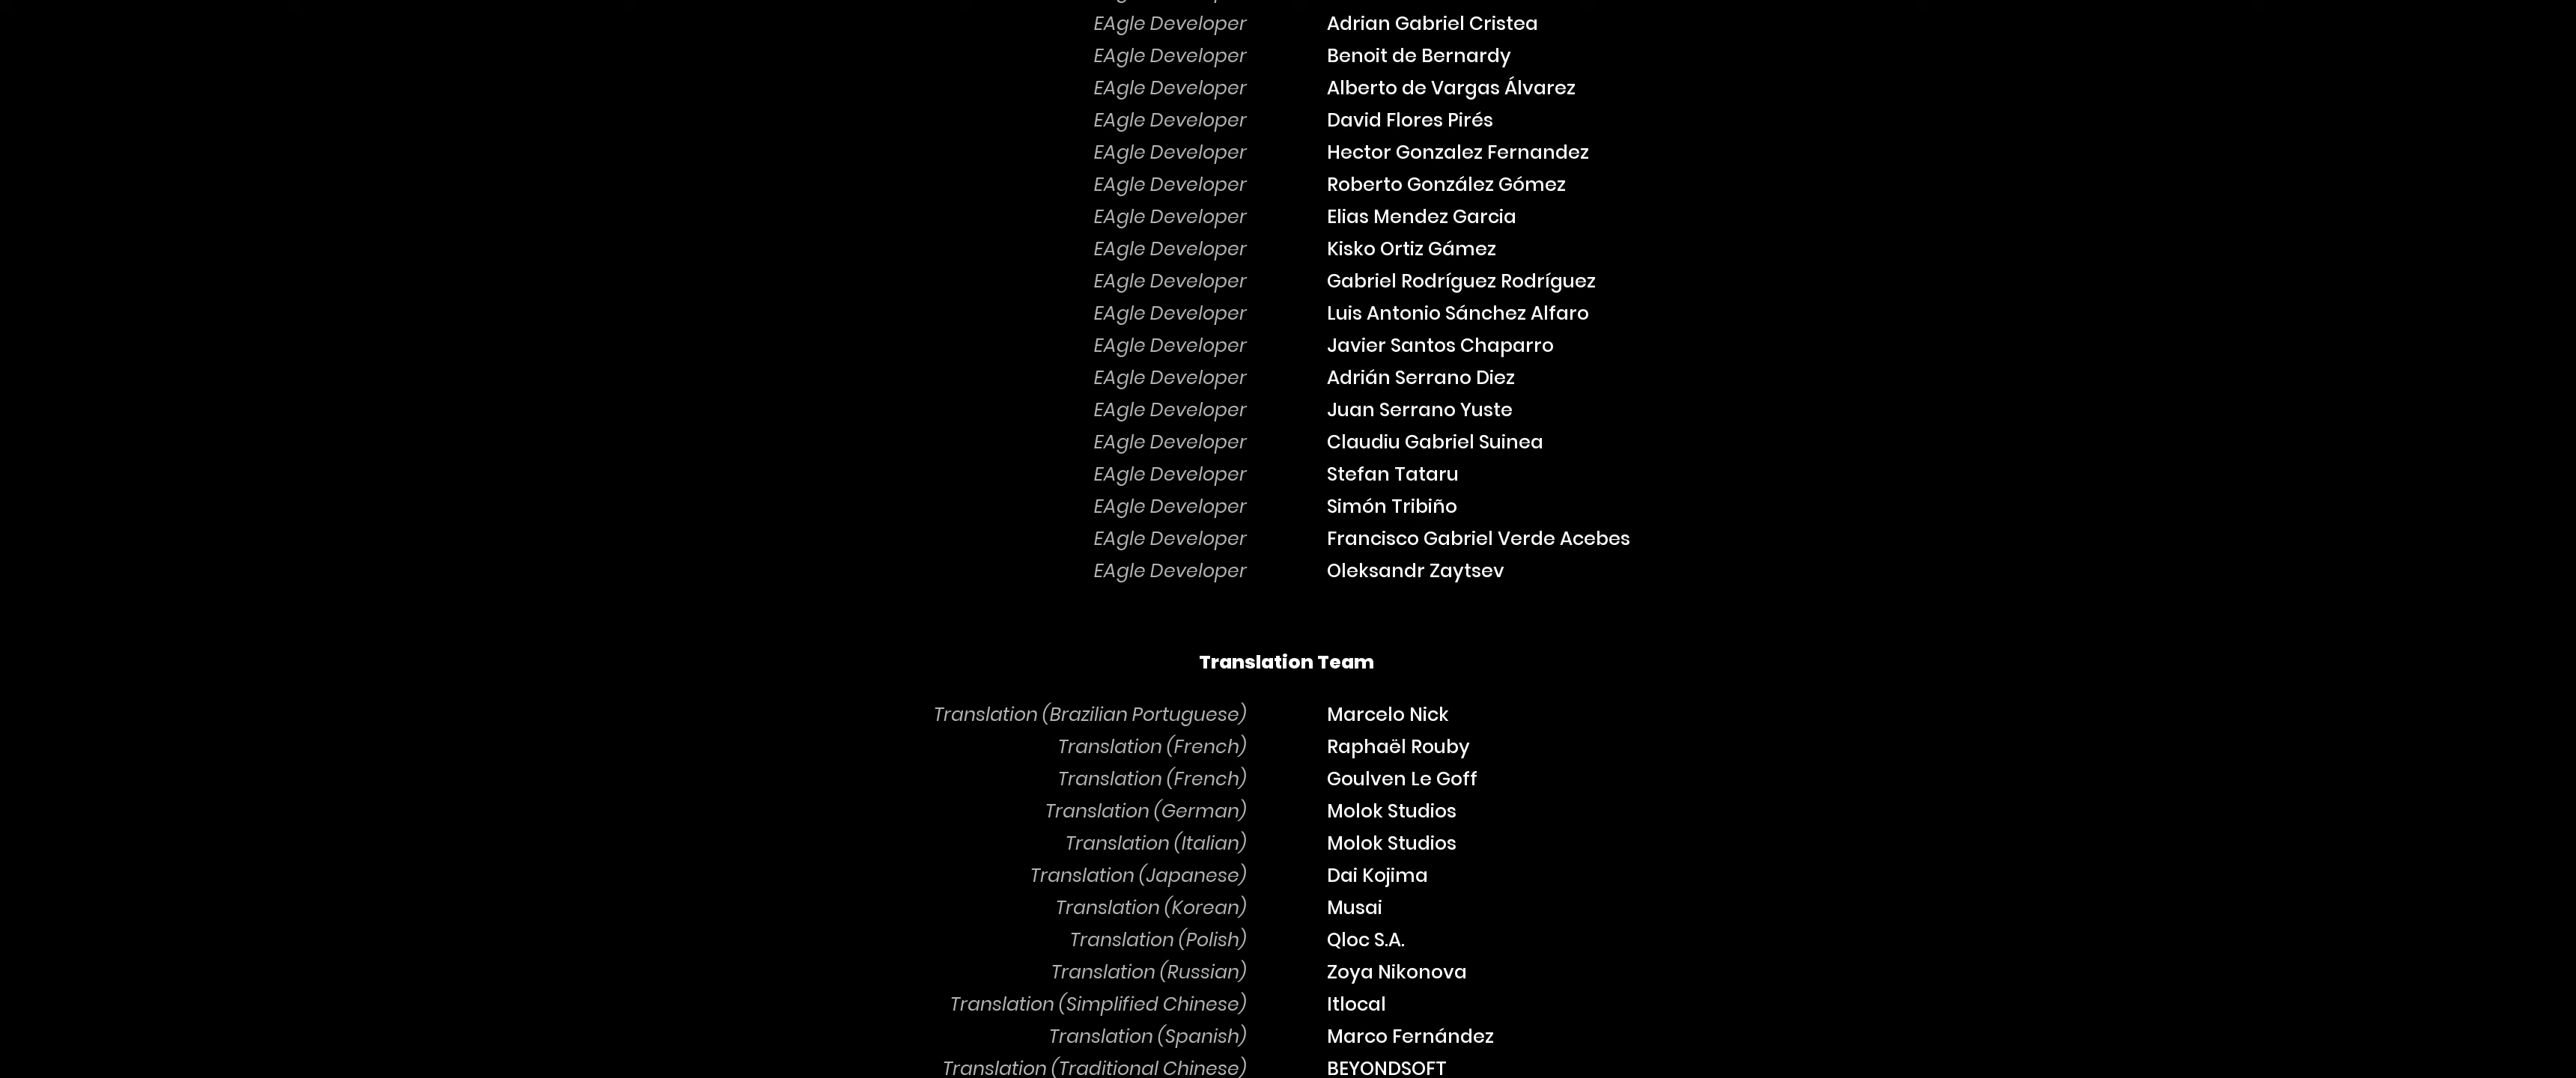 EAgle Developer Adrian Gabriel Cristea
EAgle Developer Benoit de Bernardy
EAgle Developer Alberto de Vargas Álvarez
EAgle Developer David Flores Pirés
EAgle Developer Hector Gonzalez Fernandez
EAgle Developer Roberto González Gómez
EAgle Developer Elias Mendez Garcia
EAgle Developer Kisko Ortiz Gámez
EAgle Developer Gabriel Rodríguez Rodríguez
EAgle Developer Luis Antonio Sánchez Alfaro
EAgle Developer Javier Santos Chaparro
EAgle Developer Adrián Serrano Diez
EAgle Developer Juan Serrano Yuste
EAgle Developer Claudiu Gabriel Suinea
EAgle Developer Stefan Tataru
EAgle Developer Simón Tribiño
EAgle Developer Francisco Gabriel Verde Acebes
EAgle Developer Oleksandr Zaytsev
Translation Team
Translation (Brazilian Portuguese) Marcelo Nick
Translation (French) Raphaël Rouby
Translation (French) Goulven Le Goff
Translation (German) Molok Studios
Translation (Italian) Molok Studios
Translation (Japanese) Dai Kojima
Translation (Korean) Musai
Translation (Polish) Qloc S.A.
Translation (Russian) Zoya Nikonova
Translation (Simplified Chinese) Itlocal
Translation (Spanish) Marco Fernández
Translation (Traditional Chinese) BEYONDSOFT